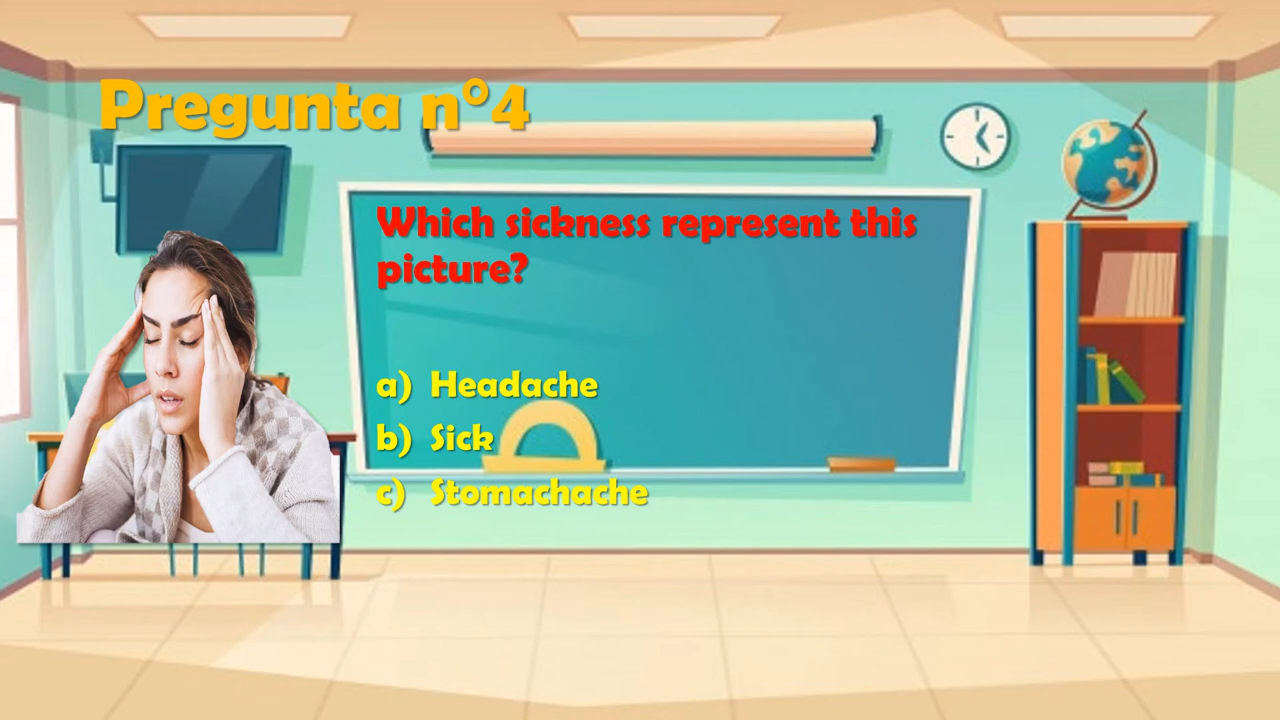 Pregunta n°4
Which sickness represent this
picture?
a) Headache
b) Sick
c) Stomachache